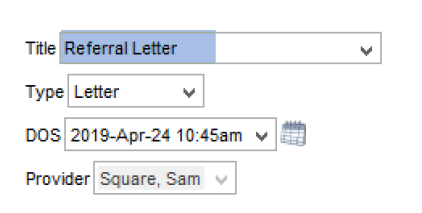 Title Referral Letter
Type Letter
DOS 2019-Apr-24 10:45am
Provider Square, Sam